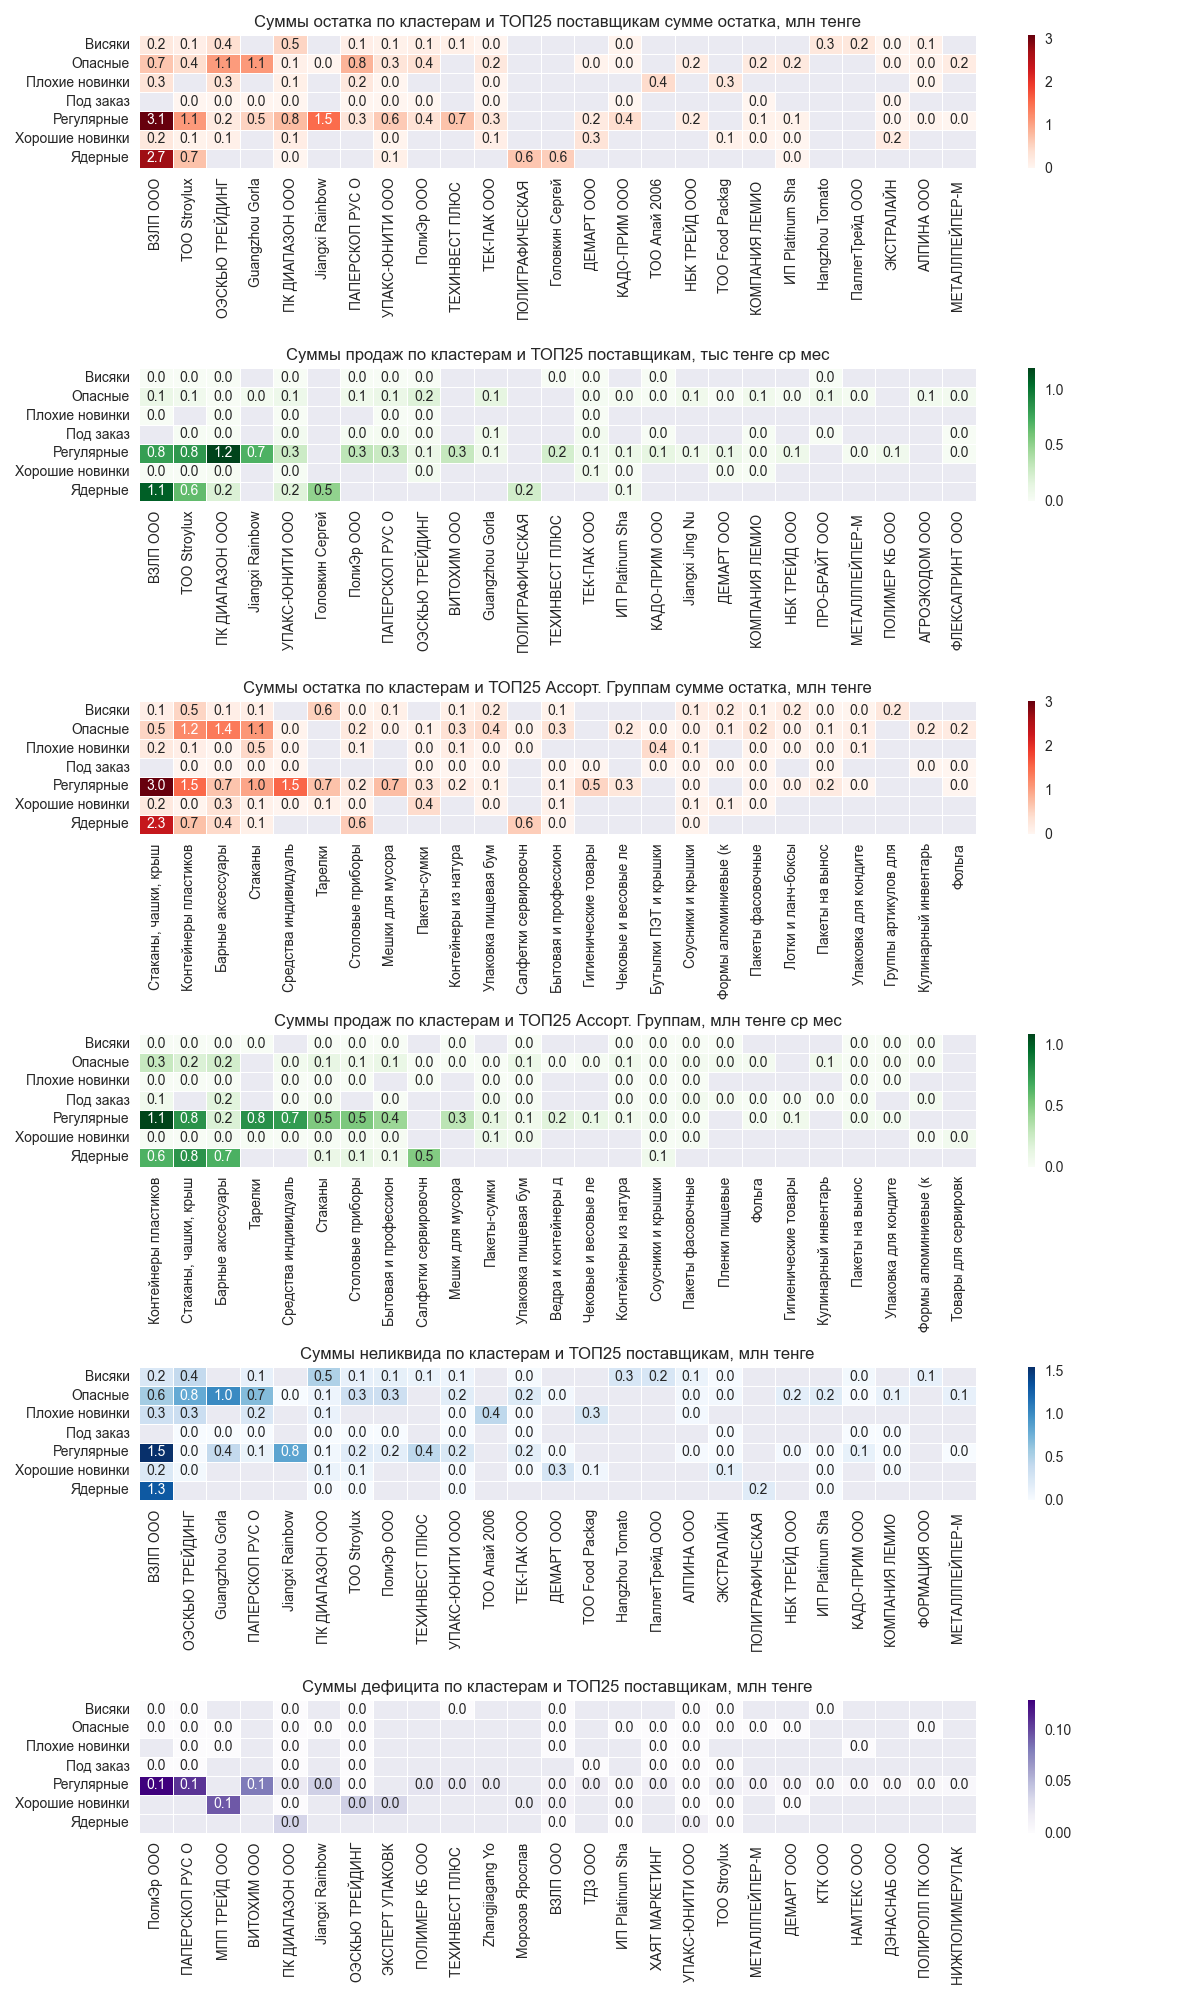 Суммы остатка по кластерам и ТОП25 поставщикам сумме остатка, млн тенге
Висяки 0.2 0.1 0.4 0.5 0.1 0.1 0.1 0.1 0.0 0.0 0.3 0.2 0.0 0.1
Опасные 0.7 0.4 1.1 1.1 0.1 0.0 0.8 0.3 0.4 0.2 0.0 0.0 0.2 0.2 0.2 0.0 0.0 0.2
Плохие новинки 0.3 0.3 0.1 0.2 0.0 0.0 0.4 0.3 0.0
Под заказ 0.0 0.0 0.0 0.0 0.0 0.0 0.0 0.0 0.0 0.0 0.0
Регулярные 3.1 1.1 0.2 0.5 0.8 1.5 0.3 0.6 0.4 0.7 0.3 0.2 0.4 0.2 0.1 0.1 0.0 0.0 0.0
Хорошие новинки 0.2 0.1 0.1 0.1 0.0 0.1 0.3 0.1 0.0 0.0 0.2
Ядерные 2.7 0.7 0.0 0.1 0.6 0.6 0.0
3
2
1
0
ВЗЛП ООО
ТОО Stroylux
ОЭСКЬЮ ТРЕЙДИНГ
Guangzhou Gorla
ПК ДИАПАЗОН ООО
Jiangxi Rainbow
ПАПЕРСКОП РУС О
УПАКС-ЮНИТИ ООО
ПолиЭр ООО
ТЕХИНВЕСТ ПЛЮС
ТЕК-ПАК ООО
ПОЛИГРАФИЧЕСКАЯ
Головкин Сергей
ДЕМАРТ ООО
КАДО-ПРИМ ООО
ТОО Апай 2006
НБК ТРЕЙД ООО
ТОО Food Packag
КОМПАНИЯ ЛЕМИО
ИП Platinum Sha
Hangzhou Tomato
ПаллетТрейд ООО
ЭКСТРАЛАЙН
АЛПИНА ООО
МЕТАЛЛПЕЙПЕР-М
Суммы продаж по кластерам и ТОП25 поставщикам, тыс тенге ср мес
Висяки 0.0 0.0 0.0 0.0 0.0 0.0 0.0 0.0 0.0 0.0 0.0
Опасные 0.1 0.1 0.0 0.0 0.1 0.1 0.1 0.2 0.1 0.0 0.0 0.0 0.1 0.0 0.1 0.0 0.1 0.0 0.1 0.0
Плохие новинки 0.0 0.0 0.0 0.0 0.0 0.0
Под заказ 0.0 0.0 0.0 0.0 0.0 0.0 0.1 0.0 0.0 0.0 0.0 0.0
Регулярные 0.8 0.8 1.2 0.7 0.3 0.3 0.3 0.1 0.3 0.1 0.2 0.1 0.1 0.1 0.1 0.1 0.0 0.1 0.0 0.1 0.0
Хорошие новинки 0.0 0.0 0.0 0.0 0.0 0.1 0.0 0.0 0.0
Ядерные 1.1 0.6 0.2 0.2 0.5 0.2 0.1
1.0
0.5
0.0
ВЗЛП ООО
ТОО Stroylux
ПК ДИАПАЗОН ООО
Jiangxi Rainbow
УПАКС-ЮНИТИ ООО
Головкин Сергей
ПолиЭр ООО
ПАПЕРСКОП РУС О
ОЭСКЬЮ ТРЕЙДИНГ
ВИТОХИМ ООО
Guangzhou Gorla
ПОЛИГРАФИЧЕСКАЯ
ТЕХИНВЕСТ ПЛЮС
ТЕК-ПАК ООО
ИП Platinum Sha
КАДО-ПРИМ ООО
Jiangxi Jing Nu
ДЕМАРТ ООО
КОМПАНИЯ ЛЕМИО
НБК ТРЕЙД ООО
ПРО-БРАЙТ ООО
МЕТАЛЛПЕЙПЕР-М
ПОЛИМЕР КБ ООО
АГРОЭКОДОМ ООО
ФЛЕКСАПРИНТ ООО
Суммы остатка по кластерам и ТОП25 Ассорт. Группам сумме остатка, млн тенге
Висяки 0.1 0.5 0.1 0.1 0.6 0.0 0.1 0.1 0.2 0.1 0.1 0.2 0.1 0.2 0.0 0.0 0.2
Опасные 0.5 1.2 1.4 1.1 0.0 0.2 0.0 0.1 0.3 0.4 0.0 0.3 0.2 0.0 0.0 0.1 0.2 0.0 0.1 0.1 0.2 0.2
Плохие новинки 0.2 0.1 0.0 0.5 0.0 0.1 0.0 0.1 0.0 0.0 0.4 0.1 0.0 0.0 0.0 0.1
Под заказ 0.0 0.0 0.0 0.0 0.0 0.0 0.0 0.0 0.0 0.0 0.0 0.0 0.0 0.0 0.0 0.0 0.0
Регулярные 3.0 1.5 0.7 1.0 1.5 0.7 0.2 0.7 0.3 0.2 0.1 0.1 0.5 0.3 0.0 0.0 0.0 0.2 0.0 0.0
Хорошие новинки 0.2 0.0 0.3 0.1 0.0 0.1 0.0 0.4 0.0 0.1 0.1 0.1 0.0
Ядерные 2.3 0.7 0.4 0.1 0.6 0.6 0.0 0.0
3
2
1
0
Стаканы, чашки, крыш
Контейнеры пластиков
Барные аксессуары
Стаканы
Средства индивидуаль
Тарелки
Столовые приборы
Мешки для мусора
Пакеты-сумки
Контейнеры из натура
Упаковка пищевая бум
Салфетки сервировочн
Бытовая и профессион
Гигиенические товары
Чековые и весовые ле
Бутылки ПЭТ и крышки
Соусники и крышки
Формы алюминиевые (к
Пакеты фасовочные
Лотки и ланч-боксы
Пакеты на вынос
Упаковка для кондите
Группы артикулов для
Кулинарный инвентарь
Фольга
Суммы продаж по кластерам и ТОП25 Ассорт. Группам, млн тенге ср мес
Висяки 0.0 0.0 0.0 0.0 0.0 0.0 0.0 0.0 0.0 0.0 0.0 0.0 0.0 0.0 0.0 0.0
Опасные 0.3 0.2 0.2 0.0 0.1 0.1 0.1 0.0 0.0 0.0 0.1 0.0 0.0 0.1 0.0 0.0 0.0 0.0 0.1 0.0 0.0 0.0
Плохие новинки 0.0 0.0 0.0 0.0 0.0 0.0 0.0 0.0 0.0 0.0 0.0 0.0 0.0 0.0 0.0
Под заказ 0.1 0.2 0.0 0.0 0.0 0.0 0.0 0.0 0.0 0.0 0.0 0.0 0.0 0.0 0.0 0.0
Регулярные 1.1 0.8 0.2 0.8 0.7 0.5 0.5 0.4 0.3 0.1 0.1 0.2 0.1 0.1 0.0 0.0 0.0 0.1 0.0 0.0
Хорошие новинки 0.0 0.0 0.0 0.0 0.0 0.0 0.0 0.0 0.1 0.0 0.0 0.0 0.0 0.0
Ядерные 0.6 0.8 0.7 0.1 0.1 0.1 0.5 0.1
1.0
0.5
0.0
Контейнеры пластиков
Стаканы, чашки, крыш
Барные аксессуары
Тарелки
Средства индивидуаль
Стаканы
Столовые приборы
Бытовая и профессион
Салфетки сервировочн
Мешки для мусора
Пакеты-сумки
Упаковка пищевая бум
Ведра и контейнеры д
Чековые и весовые ле
Контейнеры из натура
Соусники и крышки
Пакеты фасовочные
Пленки пищевые
Фольга
Гигиенические товары
Кулинарный инвентарь
Пакеты на вынос
Упаковка для кондите
Формы алюминиевые (к
Товары для сервировк
Суммы неликвида по кластерам и ТОП25 поставщикам, млн тенге
Висяки 0.2 0.4 0.1 0.5 0.1 0.1 0.1 0.1 0.0 0.3 0.2 0.1 0.0 0.0 0.1
Опасные 0.6 0.8 1.0 0.7 0.0 0.1 0.3 0.3 0.2 0.2 0.0 0.0 0.0 0.2 0.2 0.0 0.1 0.1
Плохие новинки 0.3 0.3 0.2 0.1 0.0 0.4 0.0 0.3 0.0
Под заказ 0.0 0.0 0.0 0.0 0.0 0.0 0.0 0.0 0.0 0.0 0.0 0.0
Регулярные 1.5 0.0 0.4 0.1 0.8 0.1 0.2 0.2 0.4 0.2 0.2 0.0 0.0 0.0 0.0 0.0 0.1 0.0 0.0
Хорошие новинки 0.2 0.0 0.1 0.1 0.0 0.0 0.3 0.1 0.1 0.0 0.0
Ядерные 1.3 0.0 0.0 0.0 0.2 0.0
1.5
1.0
0.5
0.0
ВЗЛП ООО
ОЭСКЬЮ ТРЕЙДИНГ
Guangzhou Gorla
ПАПЕРСКОП РУС О
Jiangxi Rainbow
ПК ДИАПАЗОН ООО
ТОО Stroylux
ПолиЭр ООО
ТЕХИНВЕСТ ПЛЮС
УПАКС-ЮНИТИ ООО
ТОО Апай 2006
ТЕК-ПАК ООО
ДЕМАРТ ООО
ТОО Food Packag
Hangzhou Tomato
ПаллетТрейд ООО
АЛПИНА ООО
ЭКСТРАЛАЙН
ПОЛИГРАФИЧЕСКАЯ
НБК ТРЕЙД ООО
ИП Platinum Sha
КАДО-ПРИМ ООО
КОМПАНИЯ ЛЕМИО
ФОРМАЦИЯ ООО
МЕТАЛЛПЕЙПЕР-М
Суммы дефицита по кластерам и ТОП25 поставщикам, млн тенге
Висяки 0.0 0.0 0.0 0.0 0.0 0.0 0.0 0.0 0.0
Опасные 0.0 0.0 0.0 0.0 0.0 0.0 0.0 0.0 0.0 0.0 0.0 0.0 0.0 0.0
Плохие новинки 0.0 0.0 0.0 0.0 0.0 0.0 0.0 0.0
Под заказ 0.0 0.0 0.0 0.0 0.0 0.0 0.0 0.0
Регулярные 0.1 0.1 0.1 0.0 0.0 0.0 0.0 0.0 0.0 0.0 0.0 0.0 0.0 0.0 0.0 0.0 0.0 0.0 0.0 0.0 0.0 0.0 0.0
Хорошие новинки 0.1 0.0 0.0 0.0 0.0 0.0 0.0 0.0 0.0 0.0
Ядерные 0.0 0.0 0.0 0.0 0.0
0.10
0.05
0.00
ПолиЭр ООО
ПАПЕРСКОП РУС О
МПП ТРЕЙД ООО
ВИТОХИМ ООО
ПК ДИАПАЗОН ООО
Jiangxi Rainbow
ОЭСКЬЮ ТРЕЙДИНГ
ЭКСПЕРТ УПАКОВК
ПОЛИМЕР КБ ООО
ТЕХИНВЕСТ ПЛЮС
Zhangjiagang Yo
Морозов Ярослав
ВЗЛП ООО
ТДЗ ООО
ИП Platinum Sha
ХАЯТ МАРКЕТИНГ
УПАКС-ЮНИТИ ООО
ТОО Stroylux
МЕТАЛЛПЕЙПЕР-М
ДЕМАРТ ООО
КТК ООО
НАМТЕКС ООО
ДЭНАСНАБ ООО
ПОЛИРОЛЛ ПК ООО
НИЖПОЛИМЕРУПАК